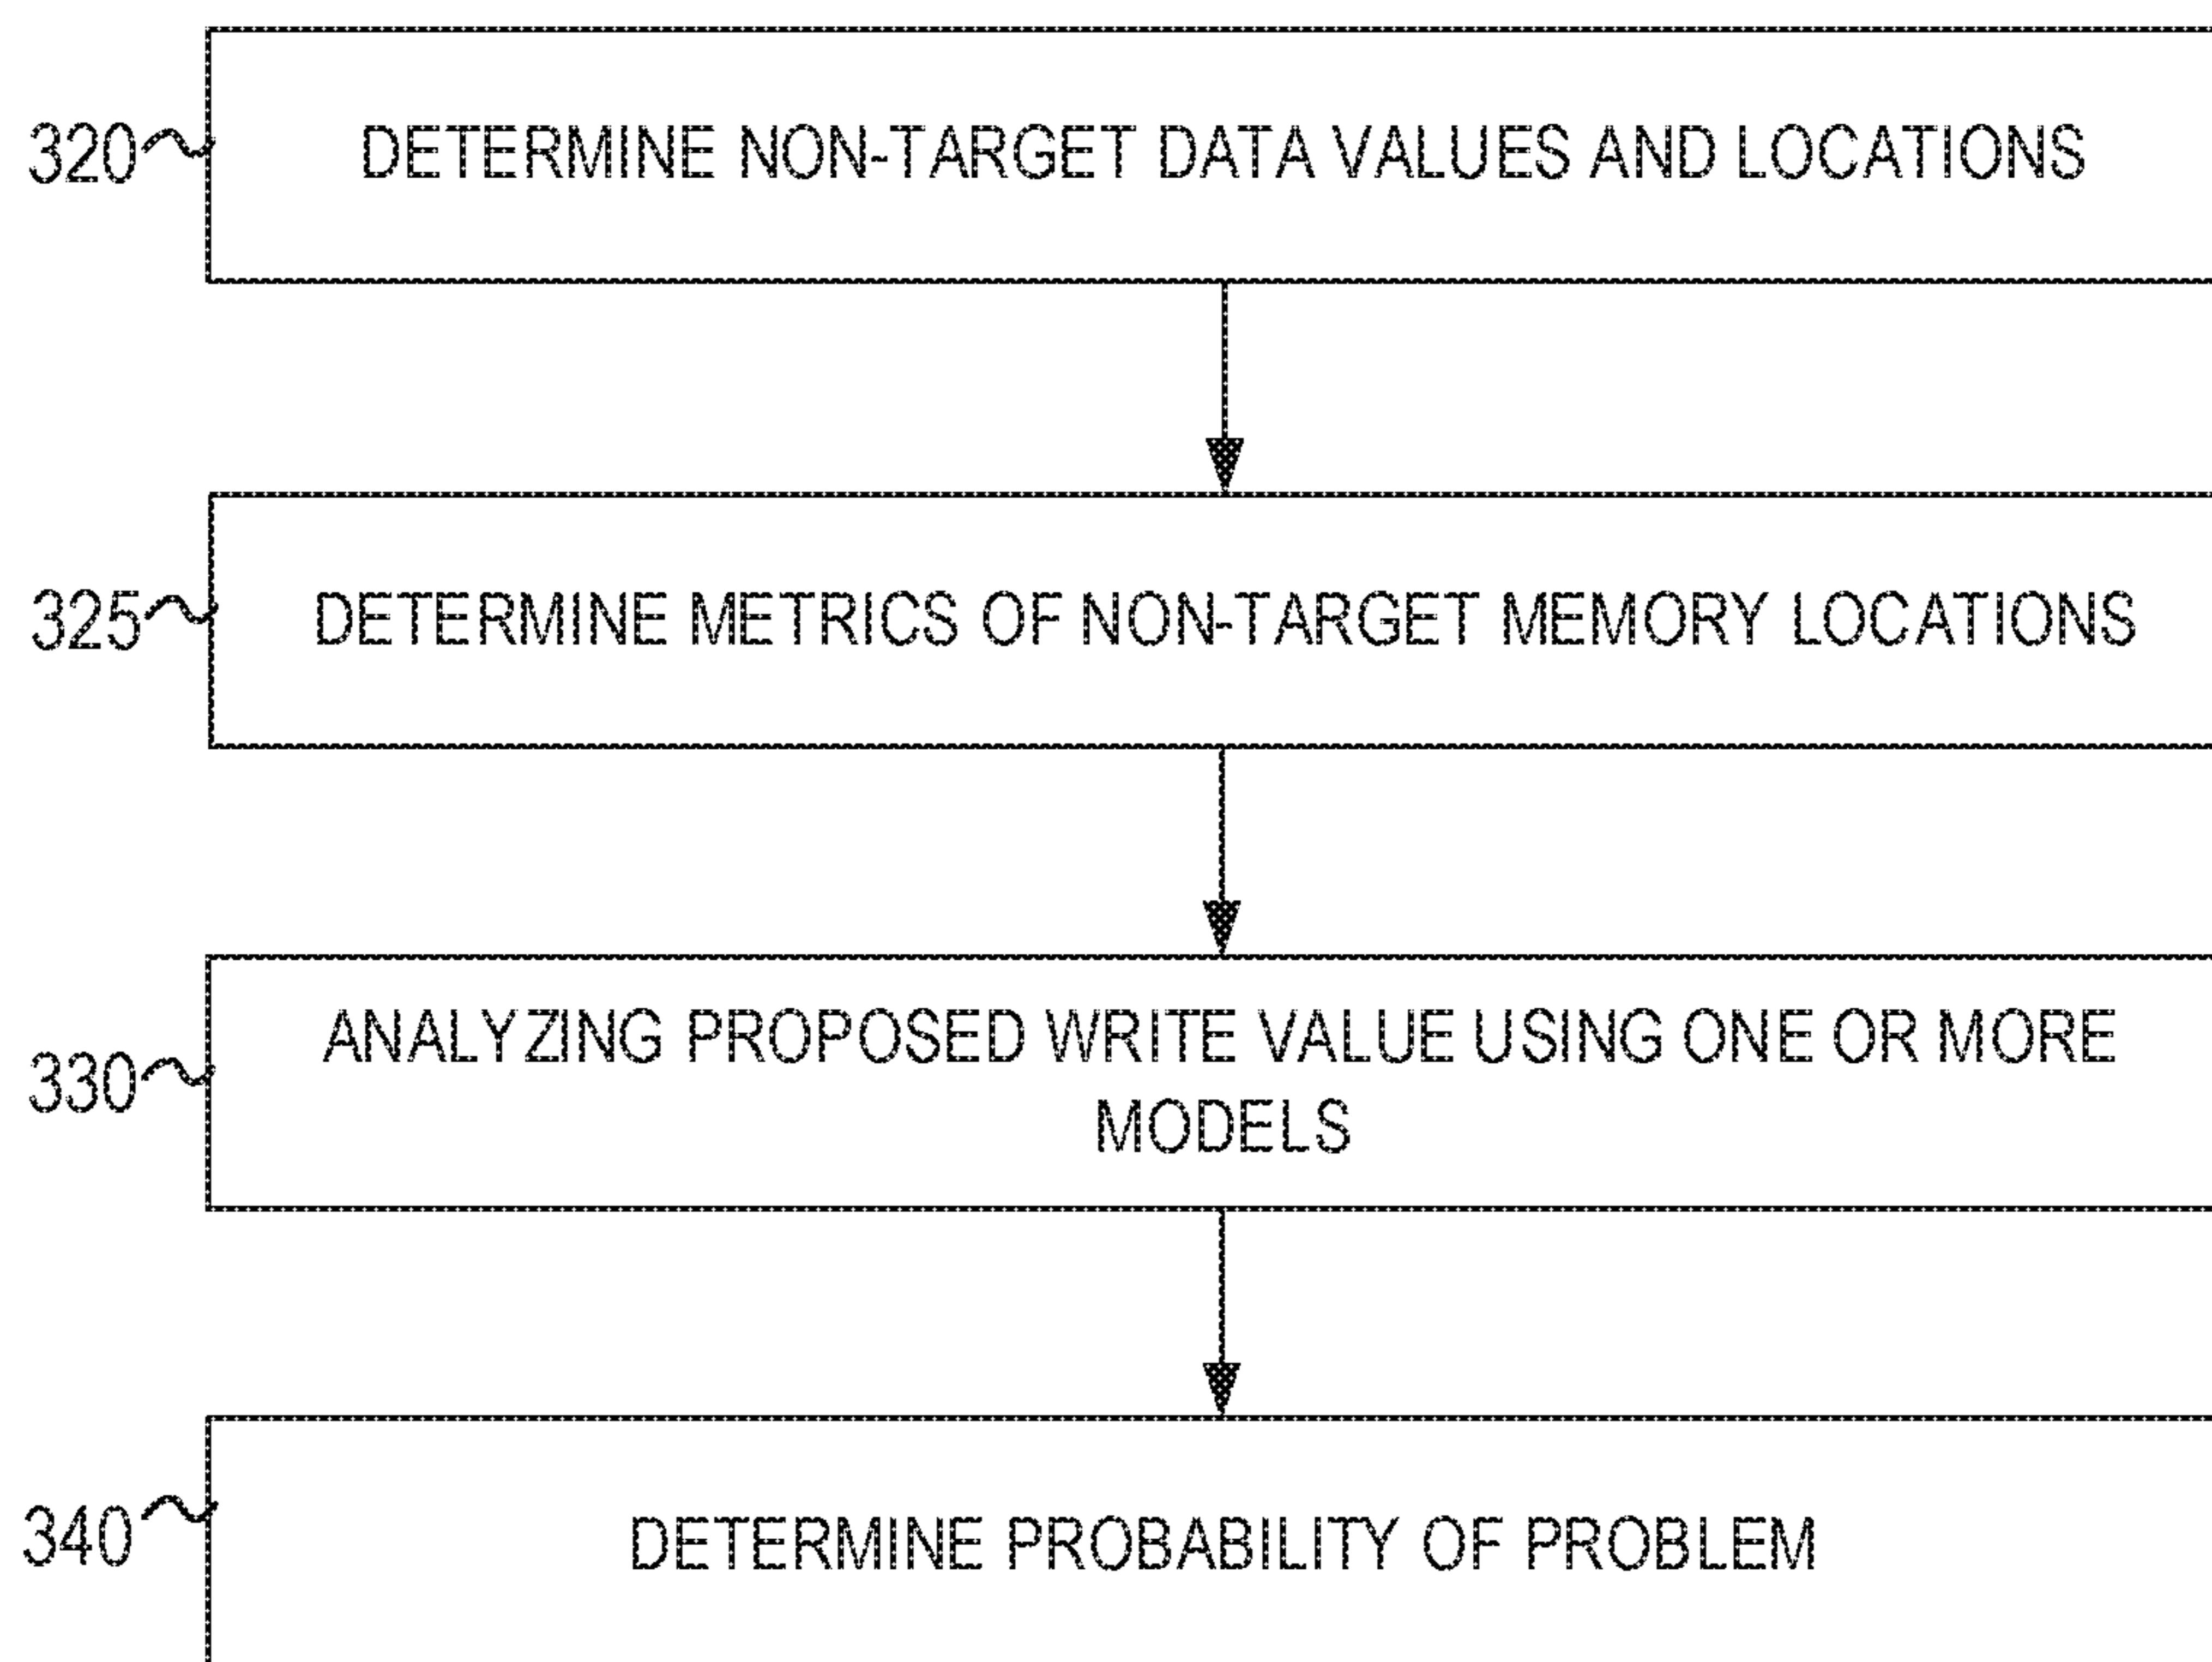 320
DETERMINE NON-TARGET DATA VALUES AND LOCATIONS
325
DETERMINE METRICS OF NON-TARGET MEMORY LOCATIONS
330
ANALYZING PROPOSED WRITE VALUE USING ONE OR MORE
MODELS
340
DETERMINE PROBABILITY OF PROBLEM